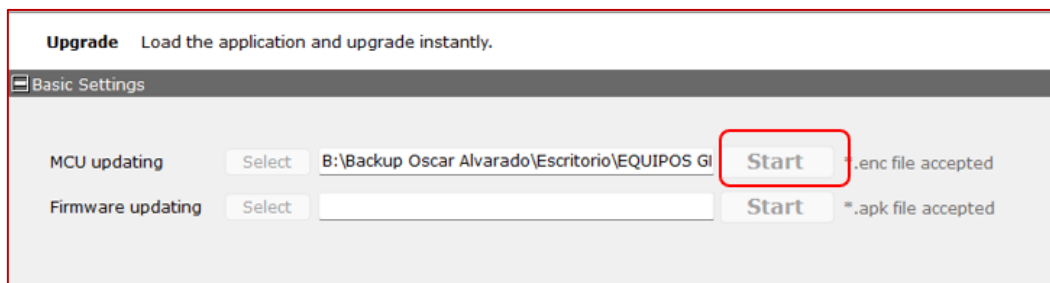 Upgrade Load the application and upgrade instantly.
Basic Settings
MCU updating Select B:\Backup Oscar Alvarado\Escritorio\EQUIPOS GI Start *.enc file accepted
Firmware updating Select Start *.apk file accepted